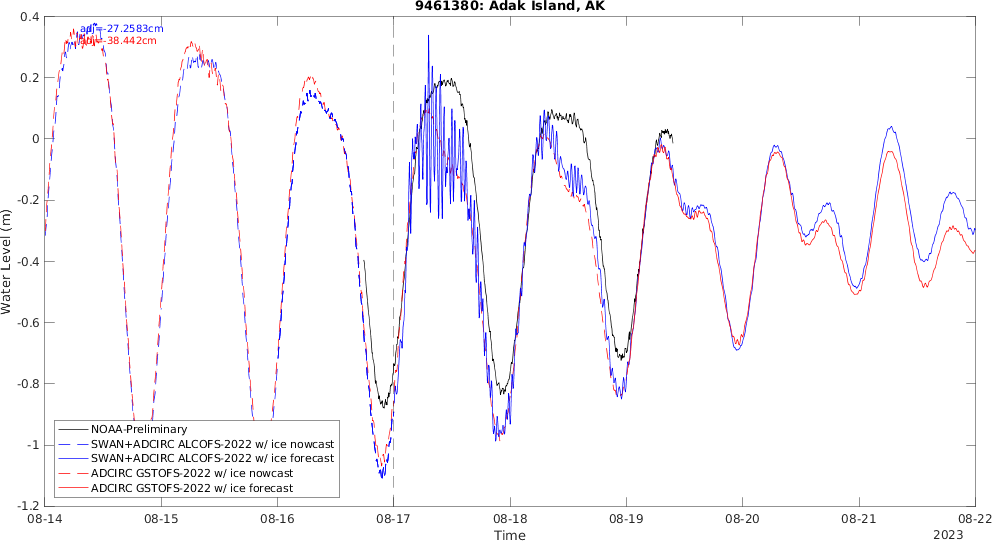 9461380: Adak Island, AK
0.4
0.2
0
-0.2
-0.4
-0.6
-0.8
-1
-1.2
Water Level (m)
adj=-27.2583cm
adj=-38.442cm
NOAA-Preliminary
SWAN+ADCIRC ALCOFS-2022 w/ ice nowcast
SWAN+ADCIRC ALCOFS-2022 w/ ice forecast
ADCIRC GSTOFS-2022 w/ ice nowcast
ADCIRC GSTOFS-2022 w/ ice forecast
08-14 08-15 08-16 08-17 08-18 08-19 08-20 08-21 08-22
Time
2023